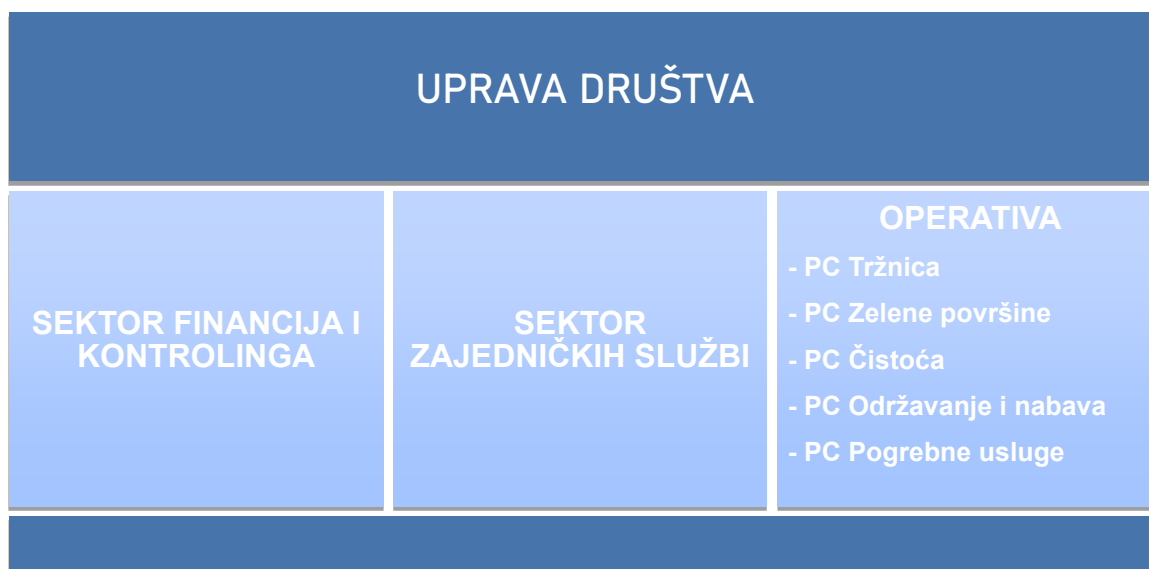 UPRAVA DRUŠTVA
SEKTOR FINANCIJA I
KONTROLINGA
SEKTOR
ZAJEDNIČKIH SLUŽBI
OPERATIVA
- PC Tržnica
- PC Zelene površine
- PC Čistoća
- PC Održavanje i nabava
- PC Pogrebne usluge